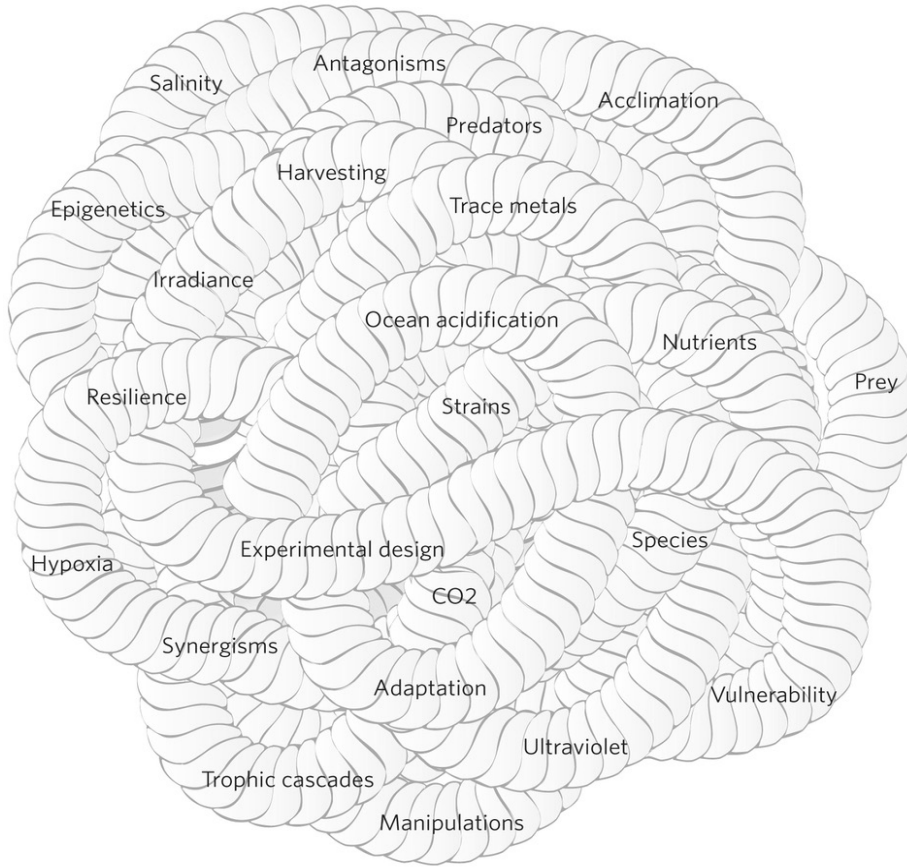 Antagonisms
Salinity
Acclimation
Predators
Harvesting
Trace metals
Epigenetics
Irradiance
Ocean acidification
Nutrients
Prey
Resilience
Strains
Species
Experimental design
Hypoxia
CO2
Synergisms
Adaptation
Vulnerability
Ultraviolet
Trophic cascades
Manipulations